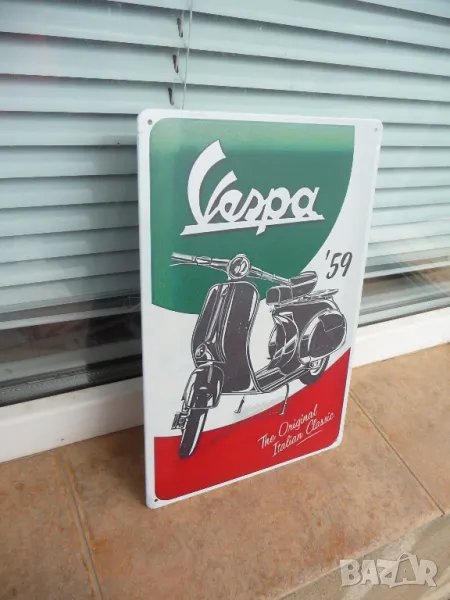 Vespa
'59
The Original
Italian Classic
BAZAR